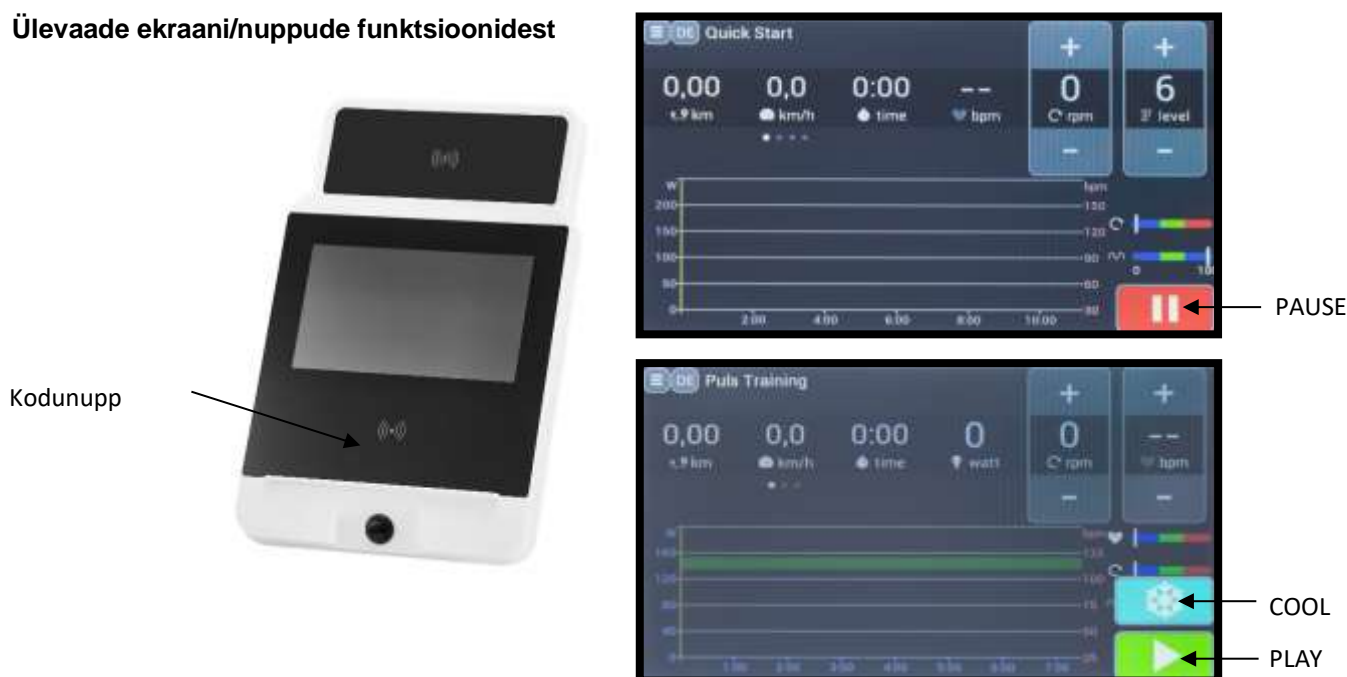 Ülevaade ekraani/nuppude funktsioonidest
DE Quick Start
0,00 0,0 0:00 -- 0 6
km km/h time bpm rpm level
+ +
- -
W bpm
200 150
150 120
100 90
50 60
0 30
0 100
2:00 4:00 6:00 8:00 10:00
PAUSE
Kodunupp
DE Puls Training
0,00 0,0 0:00 0 0 --
km km/h time watt rpm bpm
+ +
- -
COOL
PLAY